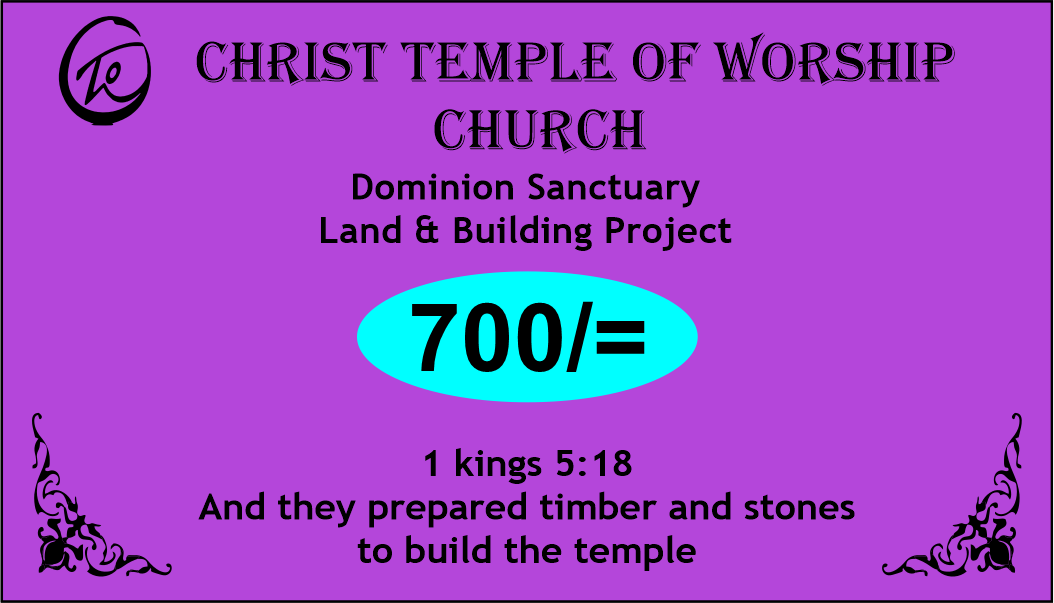 CHRIST TEMPLE OF WORSHIP
CHURCH
Dominion Sanctuary
Land & Building Project
700/=
1 kings 5:18
And they prepared timber and stones
to build the temple